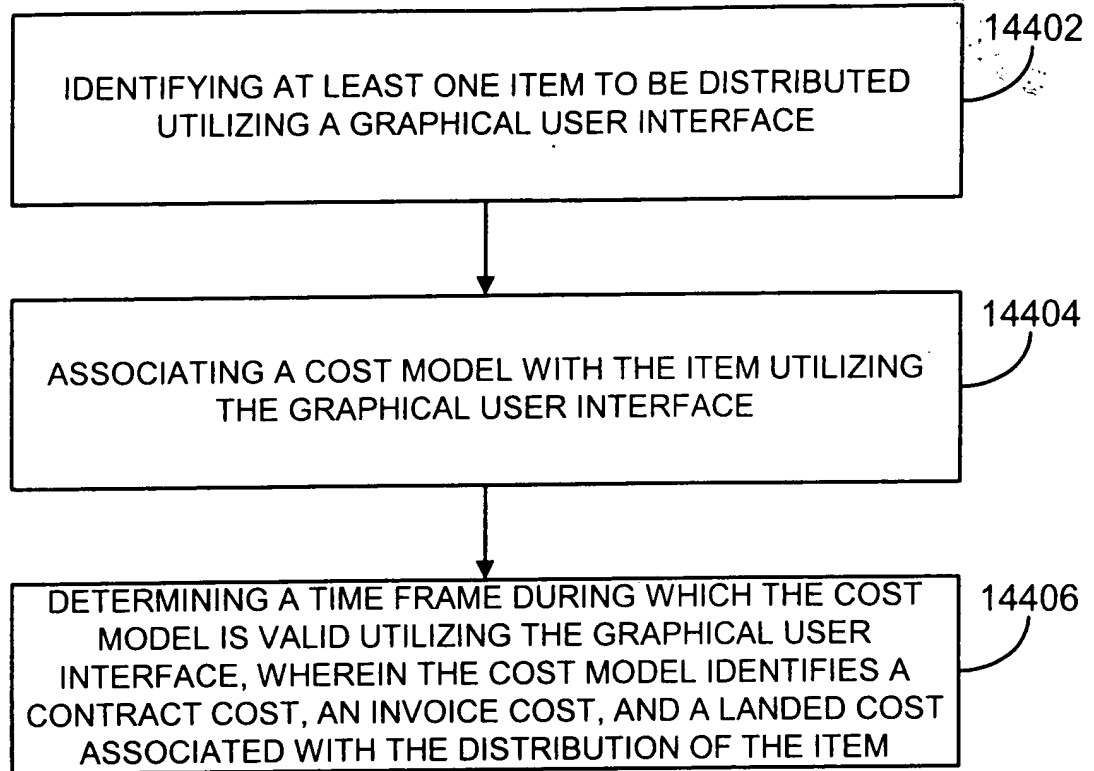 14402
IDENTIFYING AT LEAST ONE ITEM TO BE DISTRIBUTED
UTILIZING A GRAPHICAL USER INTERFACE
14404
ASSOCIATING A COST MODEL WITH THE ITEM UTILIZING
THE GRAPHICAL USER INTERFACE
14406
DETERMINING A TIME FRAME DURING WHICH THE COST
MODEL IS VALID UTILIZING THE GRAPHICAL USER
INTERFACE, WHEREIN THE COST MODEL IDENTIFIES A
CONTRACT COST, AN INVOICE COST, AND A LANDED COST
ASSOCIATED WITH THE DISTRIBUTION OF THE ITEM